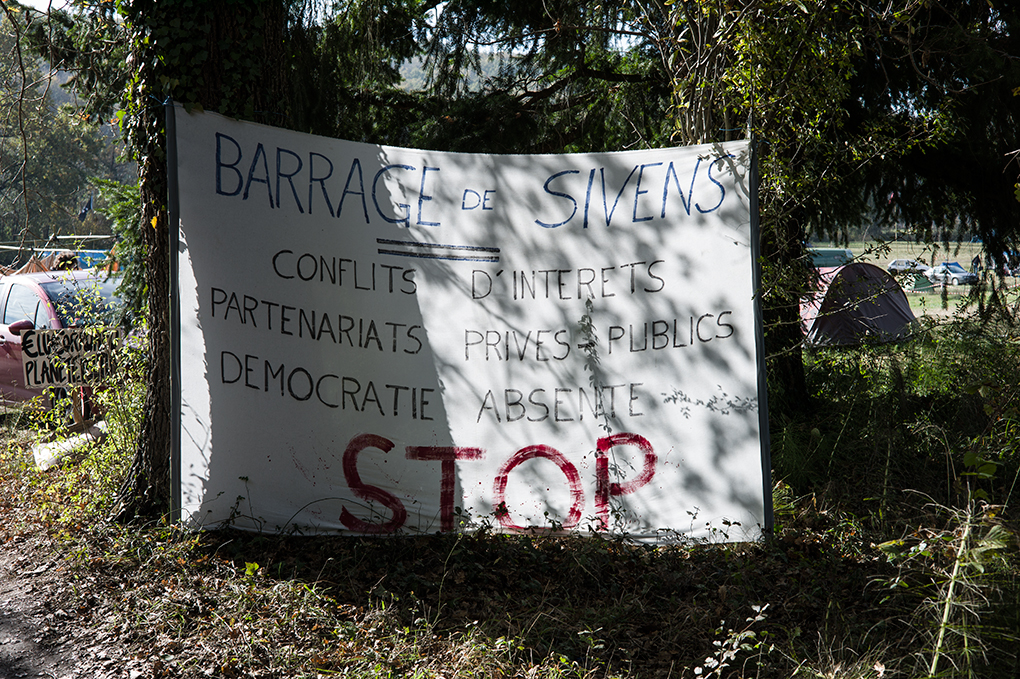 BARRAGE DE SIVENS
CONFLITS D'INTERETS
PARTENARIATS PRIVES-PUBLICS
DEMOCRATIE ABSENTE
STOP